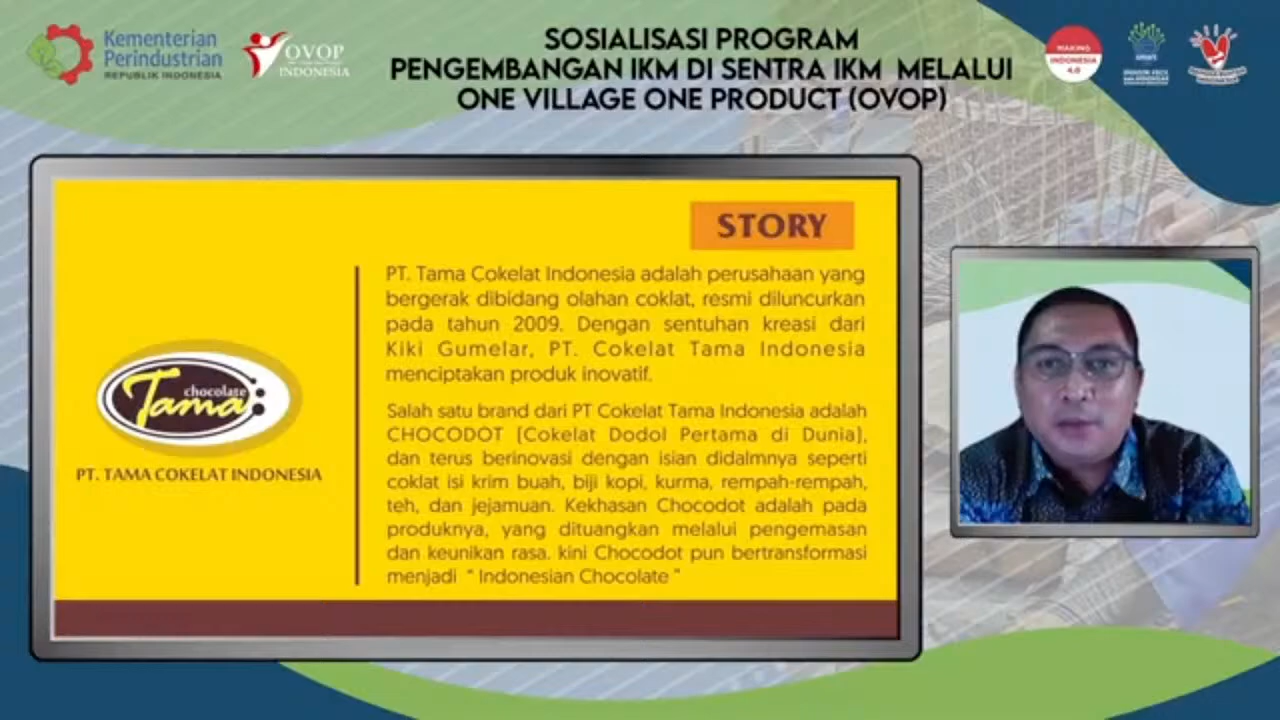 Kementerian
Perindustrian
REPUBLIK INDONESIA
OVOP
INDONESIA
SOSIALISASI PROGRAM
PENGEMBANGAN IKM DI SENTRA IKM MELALUI
ONE VILLAGE ONE PRODUCT (OVOP)
MAKING
INDONESIA
4.0
STORY
PT. Tama Cokelat Indonesia adalah perusahaan yang
bergerak dibidang olahan coklat, resmi diluncurkan
pada tahun 2009. Dengan sentuhan kreasi dari
Kiki Gumelar, PT. Cokelat Tama Indonesia
menciptakan produk inovatif.
Salah satu brand dari PT Cokelat Tama Indonesia adalah
CHOCODOT (Cokelat Dodol Pertama di Dunia),
dan terus berinovasi dengan isian didalmnya seperti
coklat isi krim buah, biji kopi, kurma, rempah-rempah,
teh, dan jejamuan. Kekhasan Chocodot adalah pada
produknya, yang dituangkan melalui pengemasan
dan keunikan rasa. kini Chocodot pun bertransformasi
menjadi " Indonesian Chocolate "
chocolate
Tama
PT. TAMA COKELAT INDONESIA